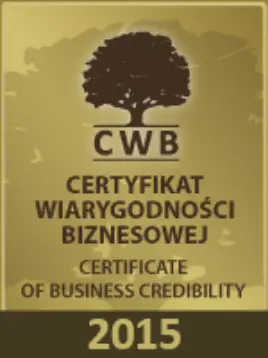 CWB
CERTYFIKAT
WIARYGODNOŚCI
BIZNESOWEJ
CERTIFICATE
OF BUSINESS CREDIBILITY
2015